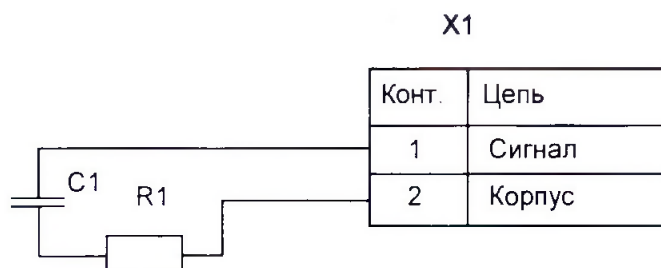 X1
Конт. Цепь
1 Сигнал
C1
R1
2 Корпус